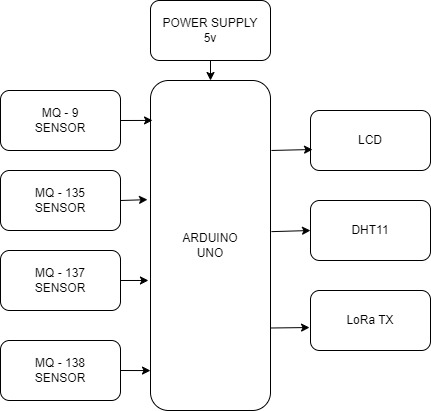 POWER SUPPLY
5v
MQ - 9
SENSOR
MQ - 135
SENSOR
MQ - 137
SENSOR
MQ - 138
SENSOR
ARDUINO
UNO
LCD
DHT11
LoRa TX